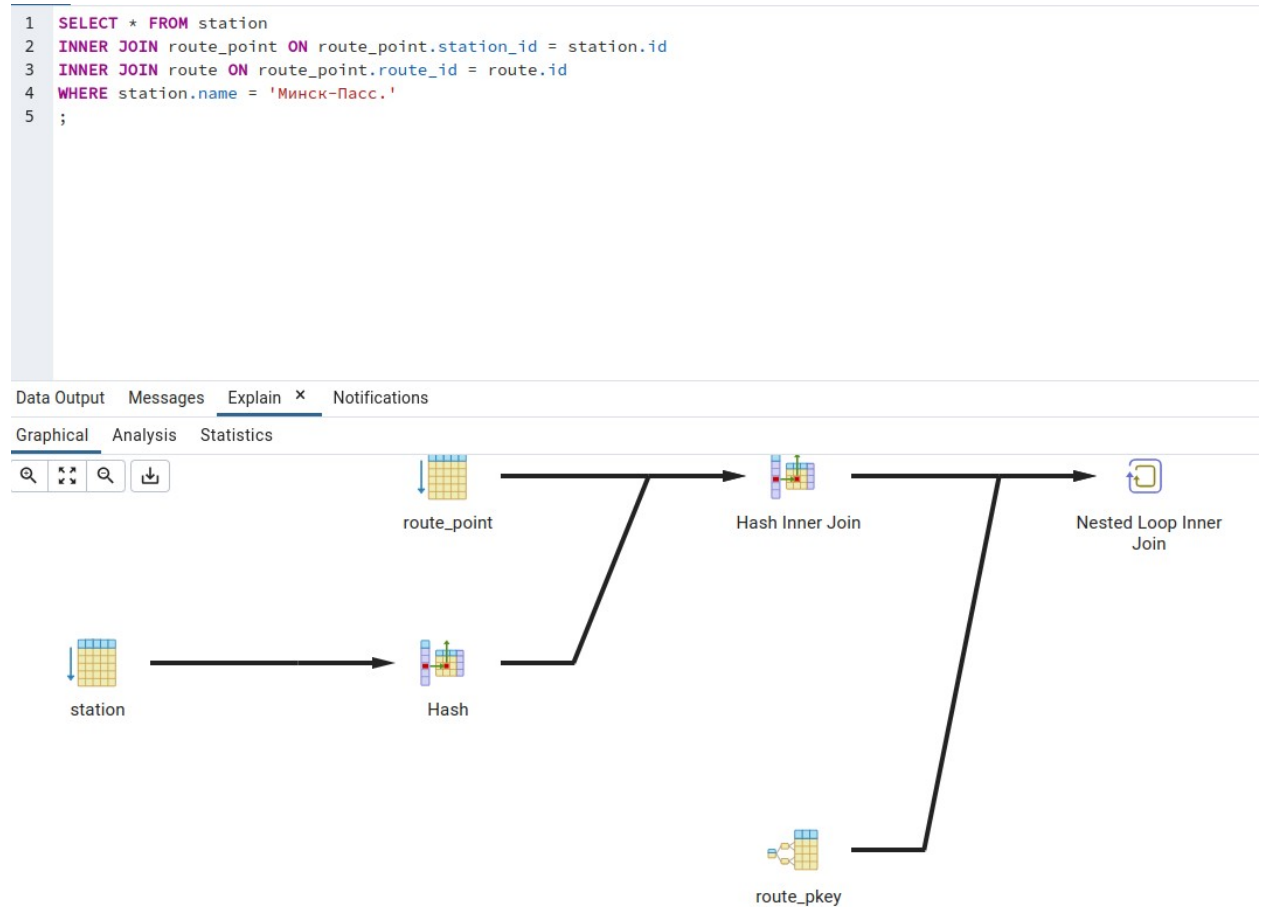 1 SELECT * FROM station
2 INNER JOIN route_point ON route_point.station_id = station.id
3 INNER JOIN route ON route_point.route_id = route.id
4 WHERE station.name = 'Минск-Пасс.'
5 ;
Data Output Messages Explain × Notifications
Graphical Analysis Statistics
route_point Hash Inner Join Nested Loop Inner
Join
station Hash
route_pkey